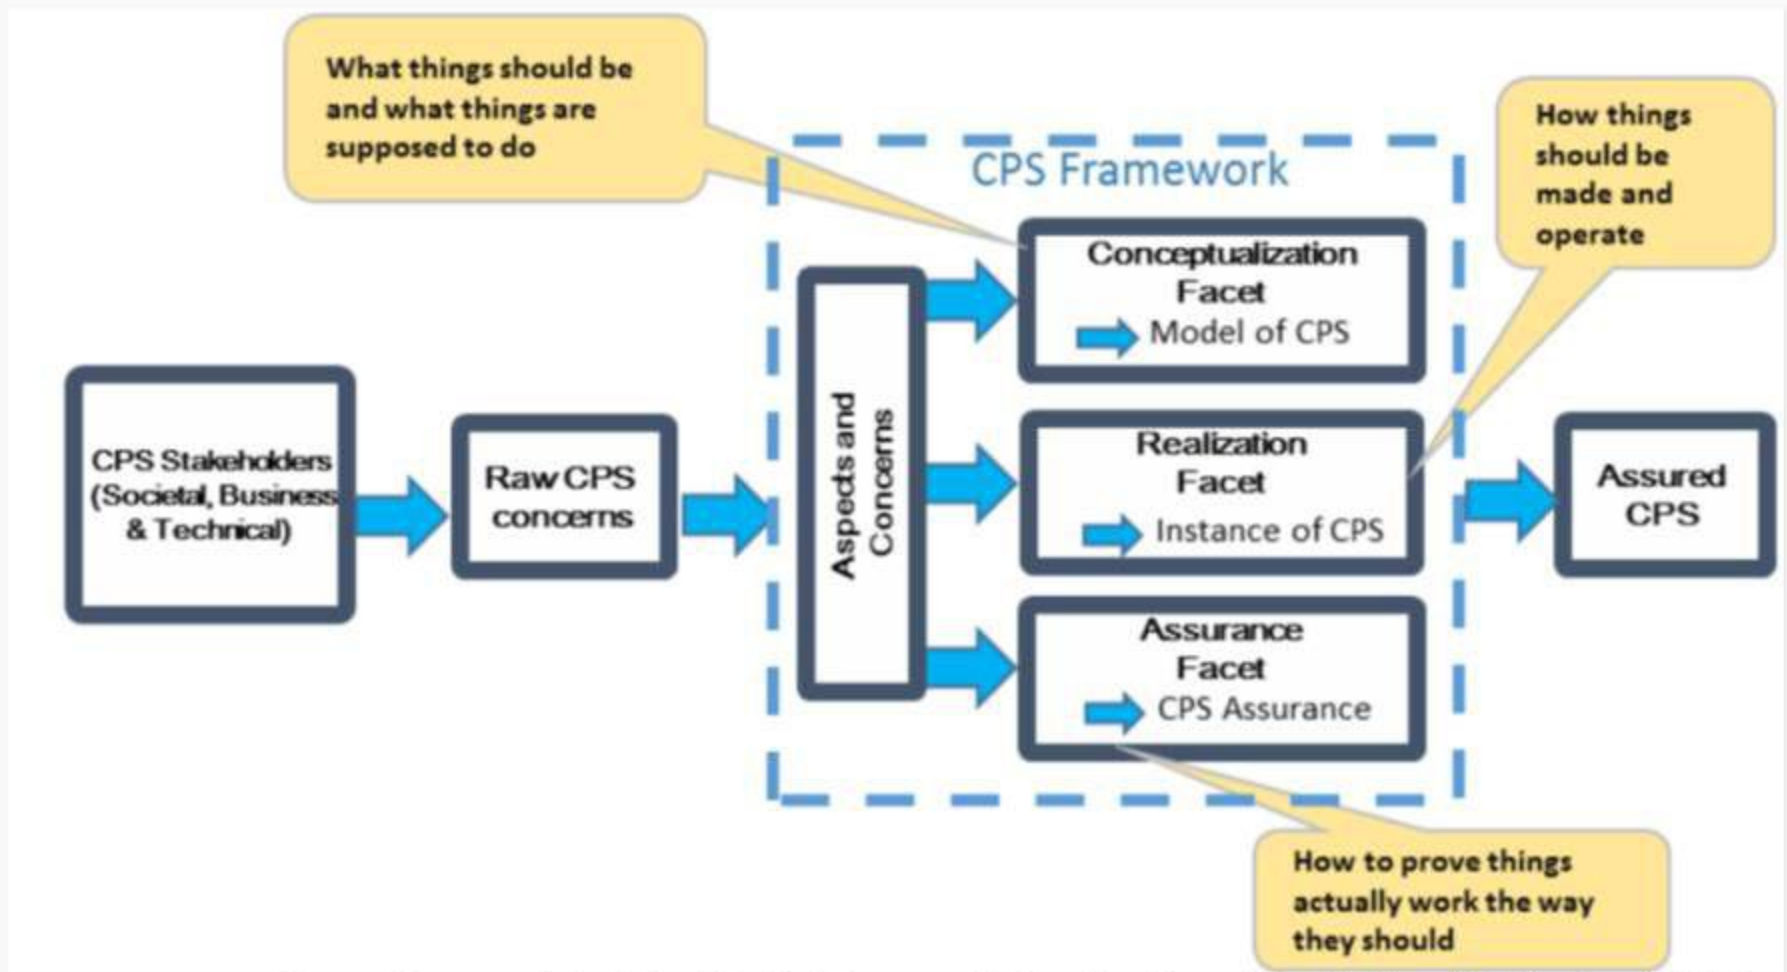 What things should be
and what things are
supposed to do
How things
should be
made and
operate
CPS Framework
Conceptualization
Facet
Model of CPS
CPS Stakeholders
(Societal, Business
& Technical)
Raw CPS
concerns
Aspects and
Concerns
Realization
Facet
Instance of CPS
Assured
CPS
Assurance
Facet
CPS Assurance
How to prove things
actually work the way
they should